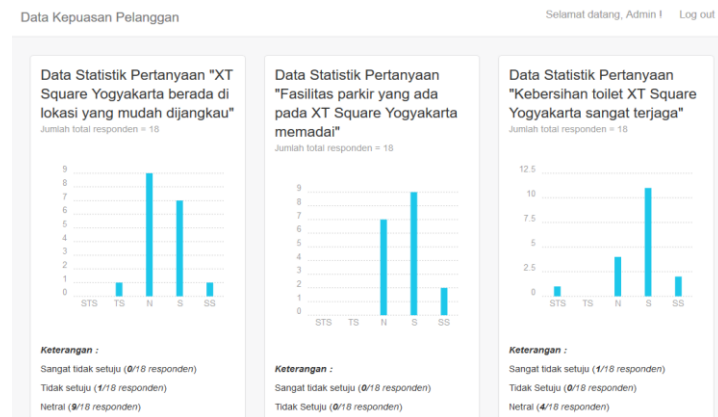 Data Kepuasan Pelanggan
Selamat datang, Admin ! Log out
Data Statistik Pertanyaan "XT
Square Yogyakarta berada di
lokasi yang mudah dijangkau"
Jumlah total responden = 18
9
8
7
6
5
4
3
2
1
0
STS TS N S SS
Keterangan :
Sangat tidak setuju (0/18 responden)
Tidak setuju (1/18 responden)
Netral (9/18 responden)
Data Statistik Pertanyaan
"Fasilitas parkir yang ada
pada XT Square Yogyakarta
memadai"
Jumlah total responden = 18
9
8
7
6
5
4
3
2
1
0
STS TS N S SS
Keterangan :
Sangat tidak setuju (0/18 responden)
Tidak Setuju (0/18 responden)
Data Statistik Pertanyaan
"Kebersihan toilet XT Square
Yogyakarta sangat terjaga"
Jumlah total responden = 18
12.5
10
7.5
5
2.5
0
STS TS N S SS
Keterangan :
Sangat tidak setuju (1/18 responden)
Tidak Setuju (0/18 responden)
Netral (4/18 responden)